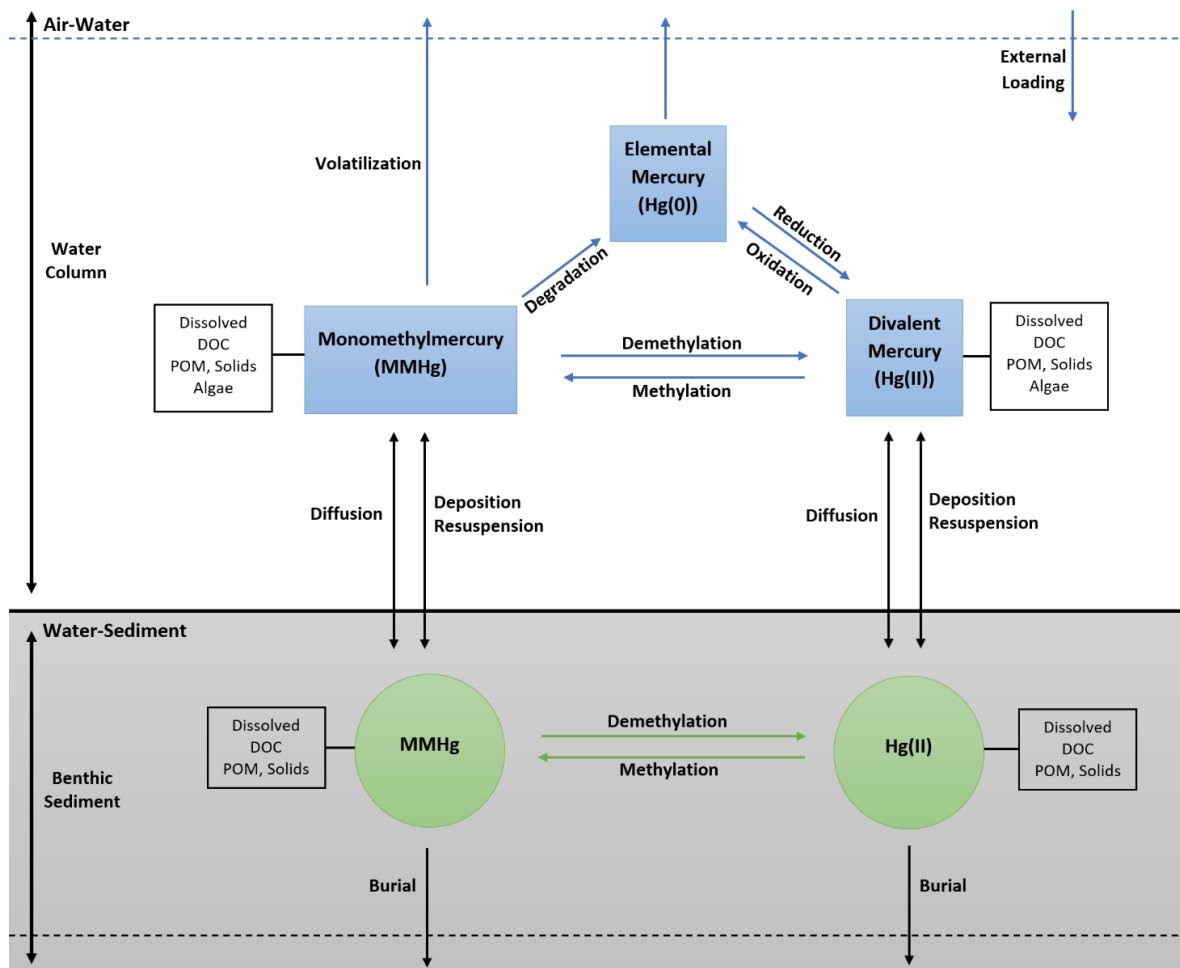 Air-Water
External
Loading
Elemental
Mercury
(Hg(0))
Volatilization
Reduction
Oxidation
Degradation
Water
Column
Dissolved
DOC
POM, Solids
Algae
Monomethylmercury
(MMHg)
Demethylation
Methylation
Divalent
Mercury
(Hg(II))
Dissolved
DOC
POM, Solids
Algae
Diffusion
Deposition
Resuspension
Diffusion
Deposition
Resuspension
Water-Sediment
Dissolved
DOC
POM, Solids
MMHg
Demethylation
Methylation
Hg(II)
Dissolved
DOC
POM, Solids
Benthic
Sediment
Burial
Burial